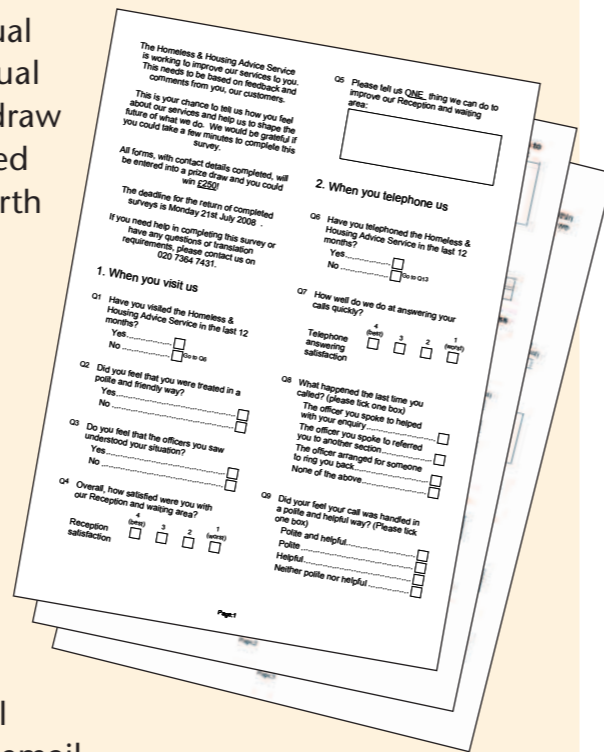 ual
ual
draw
ed
rth
The Homeless & Housing Advice Service
is working to improve our services to you.
This needs to be based on feedback and
comments from you, our customers.
This is your chance to tell us how you feel
about our services and help us to shape the
future of what we do. We would be grateful if
you could take a few minutes to complete this
survey.
All forms, with contact details completed, will
be entered into a prize draw and you could
win £250!
The deadline for the return of completed
surveys is Monday 21st July 2008 .
If you need help in completing this survey or
have any questions of translation
requirements, please contact us on
020 7364 7431.
1. When you visit us
Q1 Have you visited the Homeless &
Housing Advice Service in the last 12
months?
Yes
No Go to Q6
Q2 Did you feel that you were treated in a
polite and friendly way?
Yes
No
Q3 Do you feel that the officers you saw
understood your situation?
Yes
No
Q4 Overall, how satisfied were you with
our Reception and waiting area?
4 3 2 1
(best) (worst)
Reception
satisfaction
Q5 Please tell us ONE thing we can do to
improve our Reception and waiting
area:
2. When you telephone us
Q6 Have you telephoned the Homeless &
Housing Advice Service in the last 12
months?
Yes
No Go to Q13
Q7 How well do we do at answering your
calls quickly?
4 3 2 1
(best) (worst)
Telephone
answering
satisfaction
Q8 What happened the last time you
called? (please tick one box)
The officer you spoke to helped
with your enquiry
The officer you spoke to referred
you to another section
The officer arranged for someone
to ring you back
None of the above
Q9 Did your feel your call was handled in
a polite and helpful way? (Please tick
one box)
Polite and helpful
Polite
Helpful
Neither polite nor helpful
Page:1
l
email